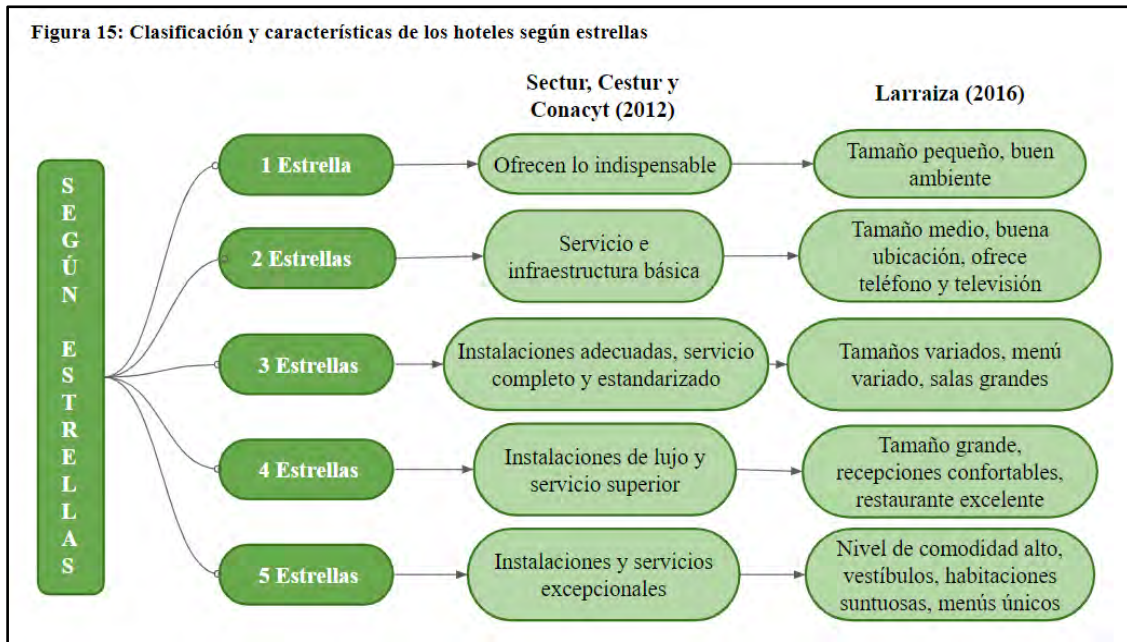 Figura 15: Clasificación y características de los hoteles según estrellas
Sectur, Cestur y
Conacyt (2012)
Larraiza (2016)
SEGÚN ESTRELLAS
1 Estrella
Ofrecen lo indispensable
Tamaño pequeño, buen
ambiente
2 Estrellas
Servicio e
infraestructura básica
Tamaño medio, buena
ubicación, ofrece
teléfono y televisión
3 Estrellas
Instalaciones adecuadas, servicio
completo y estandarizado
Tamaños variados, menú
variado, salas grandes
4 Estrellas
Instalaciones de lujo y
servicio superior
Tamaño grande,
recepciones confortables,
restaurante excelente
5 Estrellas
Instalaciones y servicios
excepcionales
Nivel de comodidad alto,
vestíbulos, habitaciones
suntuosas, menús únicos